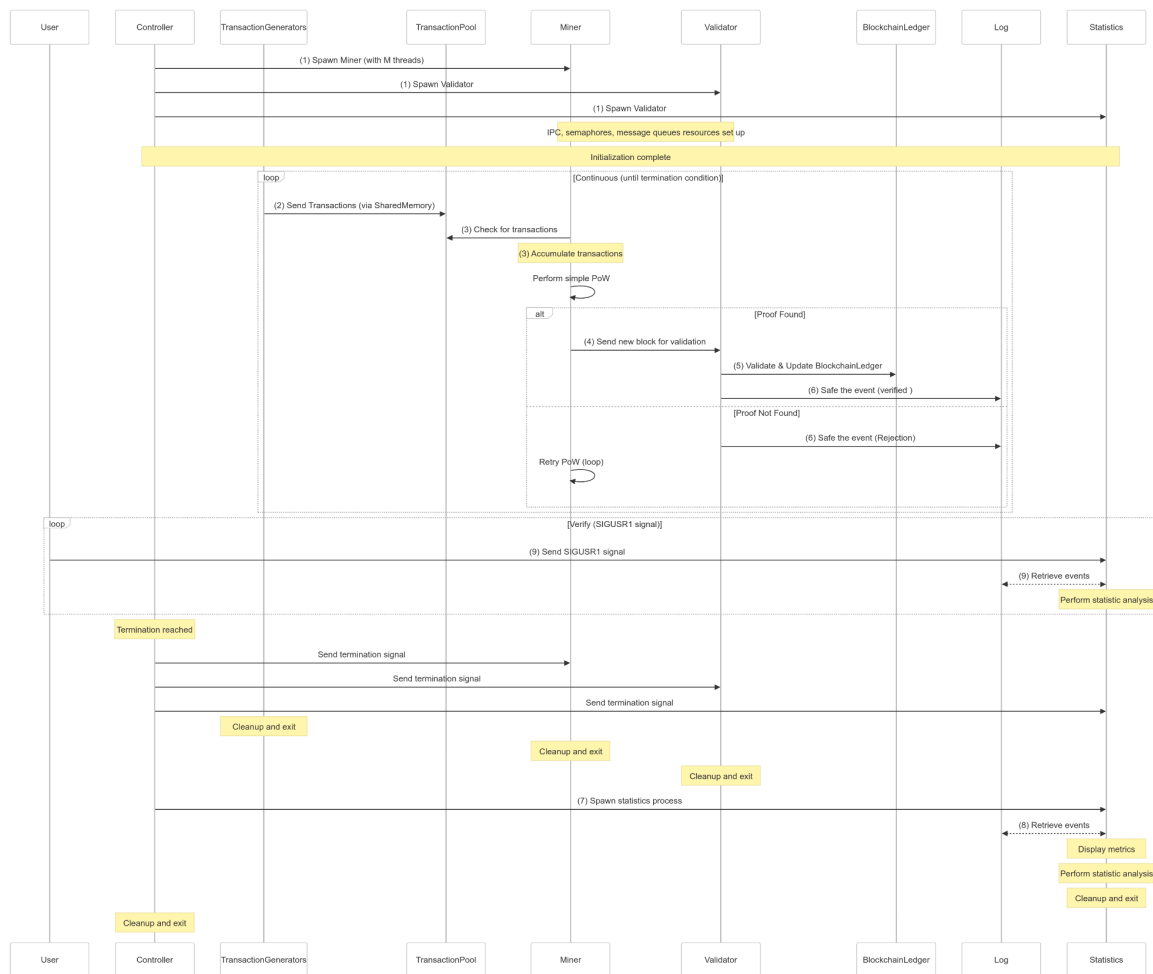 User Controller TransactionGenerators TransactionPool Miner Validator BlockchainLedger Log Statistics
(1) Spawn Miner (with M threads)
(1) Spawn Validator
(1) Spawn Validator
IPC, semaphores, message queues resources set up
Initialization complete
loop [Continuous (until termination condition)]
(2) Send Transactions (via SharedMemory)
(3) Check for transactions
(3) Accumulate transactions
Perform simple PoW
alt [Proof Found]
(4) Send new block for validation
(5) Validate & Update BlockchainLedger
(6) Safe the event (verified )
[Proof Not Found]
(6) Safe the event (Rejection)
Retry PoW (loop)
loop [Verify (SIGUSR1 signal)]
(9) Send SIGUSR1 signal
(9) Retrieve events
Perform statistic analysis
Termination reached
Send termination signal
Send termination signal
Send termination signal
Cleanup and exit
Cleanup and exit
Cleanup and exit
(7) Spawn statistics process
(8) Retrieve events
Display metrics
Perform statistic analysis
Cleanup and exit
Cleanup and exit
User Controller TransactionGenerators TransactionPool Miner Validator BlockchainLedger Log Statistics